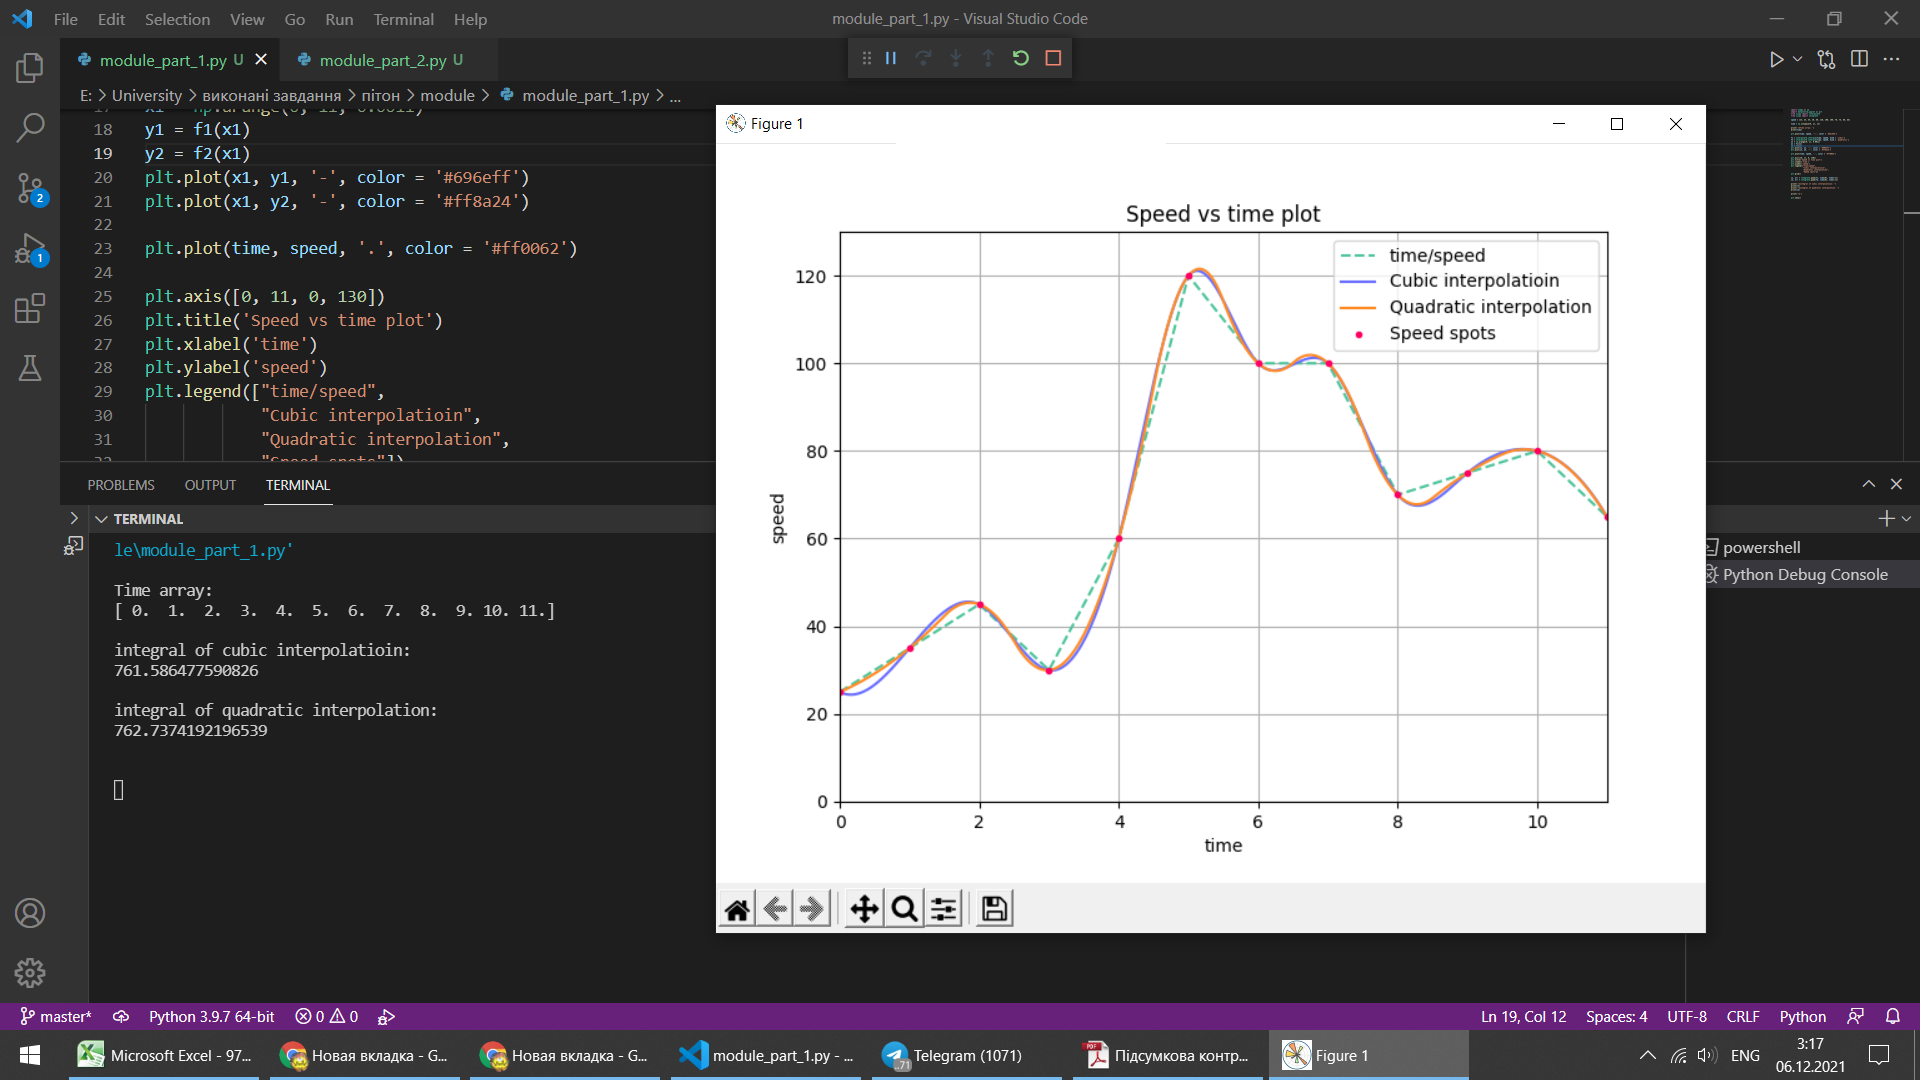 File Edit Selection View Go Run Terminal Help
module_part_1.py - Visual Studio Code
module_part_1.py U
module_part_2.py U
E: > University > виконані завдання > пітон > module > module_part_1.py > ...
18 y1 = f1(x1)
19 y2 = f2(x1)
20 plt.plot(x1, y1, '-', color = '#696eff')
21 plt.plot(x1, y2, '-', color = '#ff8a24')
22
23 plt.plot(time, speed, '.', color = '#ff0062')
24
25 plt.axis([0, 11, 0, 130])
26 plt.title('Speed vs time plot')
27 plt.xlabel('time')
28 plt.ylabel('speed')
29 plt.legend(["time/speed",
30 "Cubic interpolatioin",
31 "Quadratic interpolation",
32 "Speed spots"])
2
1
PROBLEMS OUTPUT TERMINAL
TERMINAL
le\module_part_1.py'
Time array:
[ 0. 1. 2. 3. 4. 5. 6. 7. 8. 9. 10. 11.]
integral of cubic interpolatioin:
761.586477590826
integral of quadratic interpolation:
762.7374192196539
powershell
Python Debug Console
Figure 1
Speed vs time plot
time/speed
Cubic interpolatioin
Quadratic interpolation
Speed spots
120
100
80
60
40
20
0
speed
0 2 4 6 8 10
time
master* Python 3.9.7 64-bit 0 0
Ln 19, Col 12 Spaces: 4 UTF-8 CRLF Python
Microsoft Excel - 97...
Новая вкладка - G...
Новая вкладка - G...
module_part_1.py - ...
Telegram (1071)
..71
PDF
Підсумкова контр...
Figure 1
ENG
3:17
06.12.2021